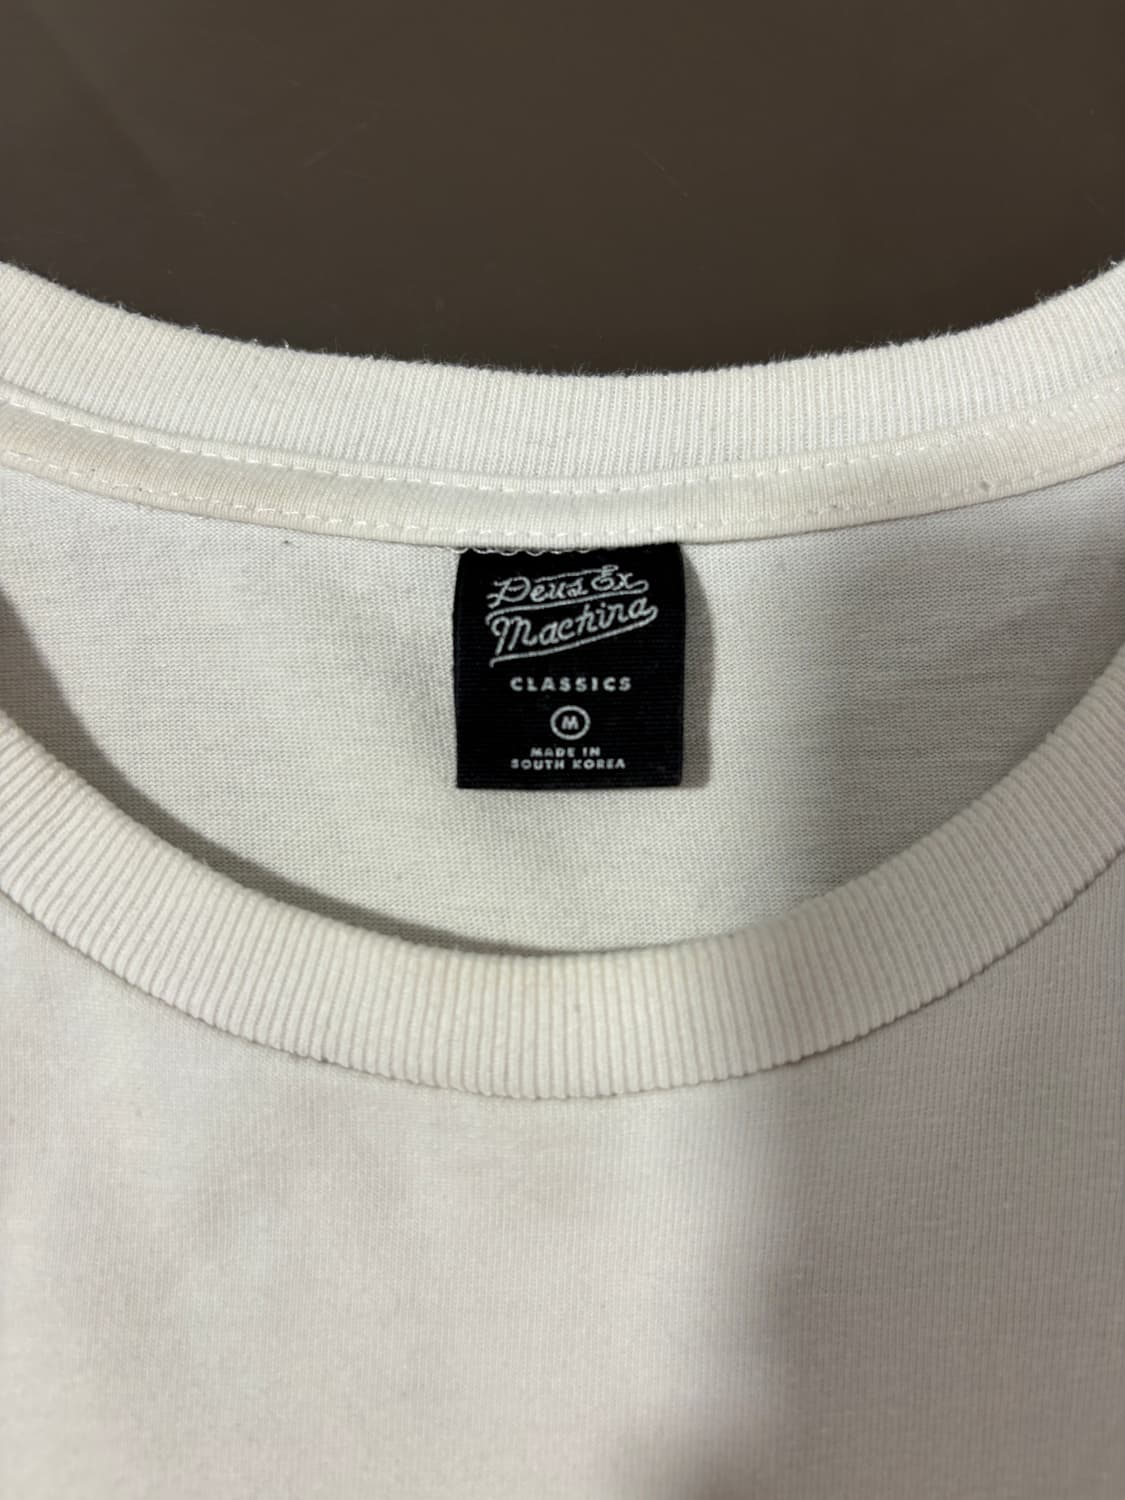 Deus Ex
Machina
CLASSICS
M
MADE IN
SOUTH KOREA